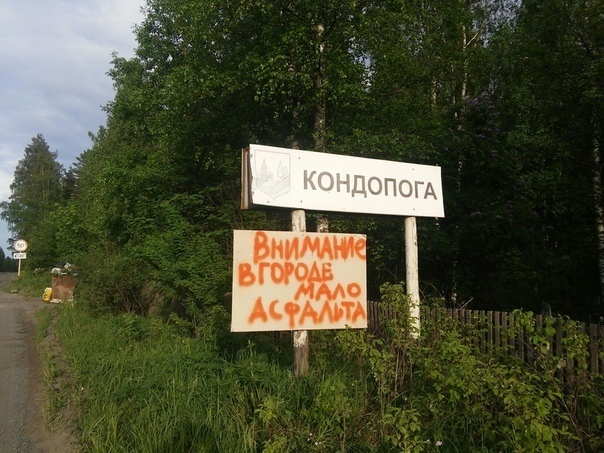 КОНДОПОГА
ВНИМАНИЕ
В ГОРОДЕ
МАЛО
АСФАЛЬТА